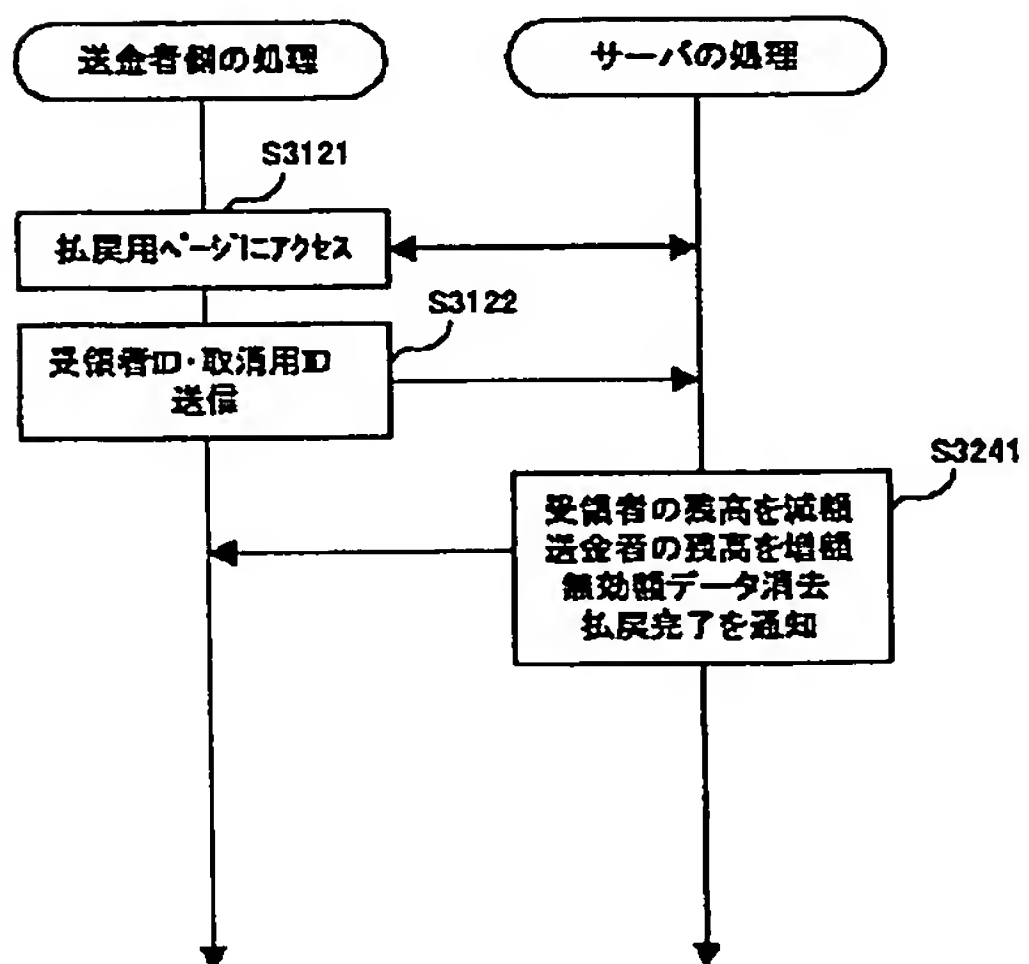 送金者側の処理
サーバの処理
S3121
払戻用ページにアクセス
S3122
受領者ID・取消用ID
送信
S3241
受領者の残高を減額
送金者の残高を増額
無効額データ消去
払戻完了を通知